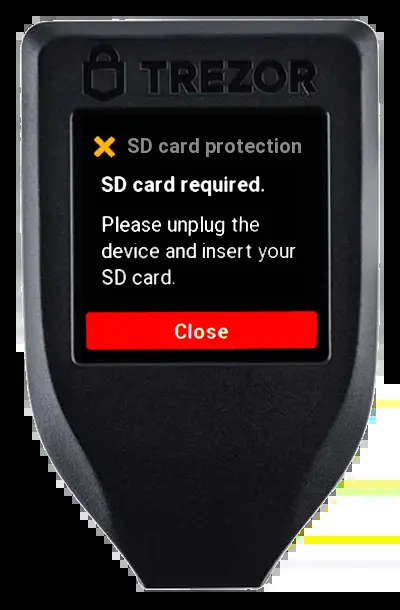 TREZOR
SD card protection
SD card required.
Please unplug the
device and insert your
SD card.
Close